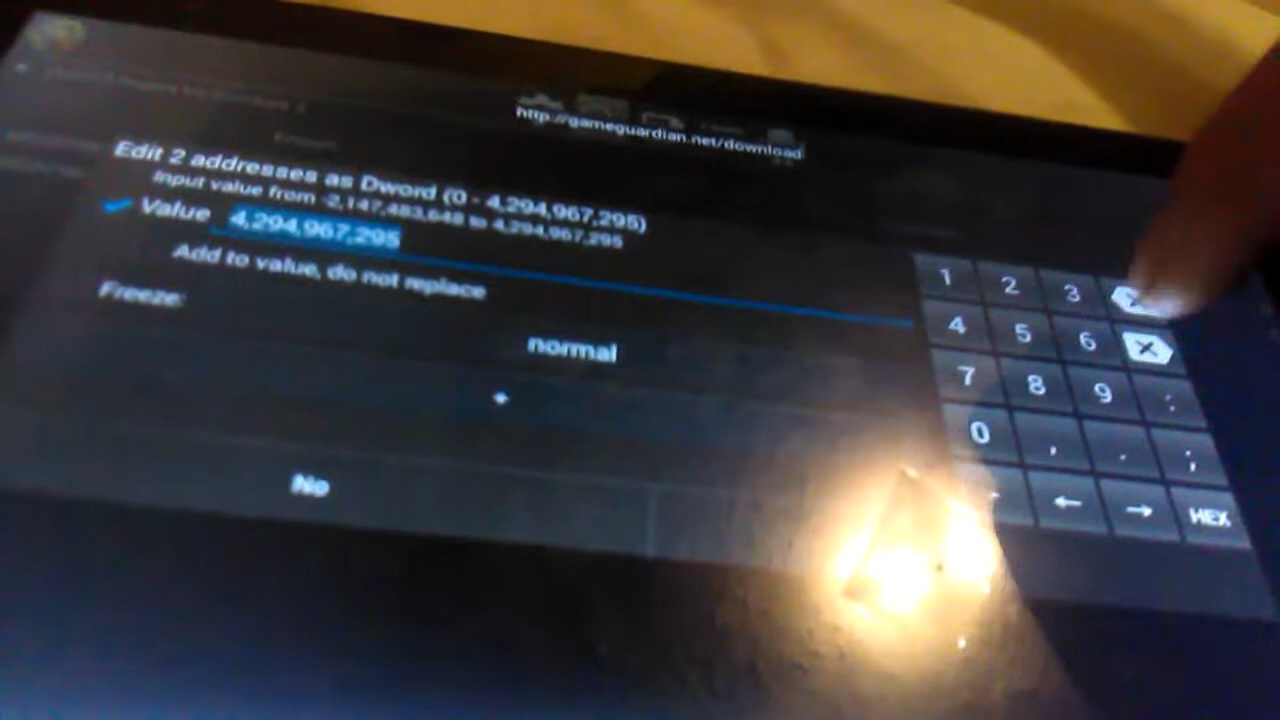 http://gameguardian.net/download
Edit 2 addresses as Dword (0 - 4,294,967,295)
Input value from -2,147,483,648 to 4,294,967,295
Value 4,294,967,295
Add to value, do not replace
Freeze:
normal
No
1 2 3
4 5 6
7 8 9 :
0 , . ;
- ← → HEX